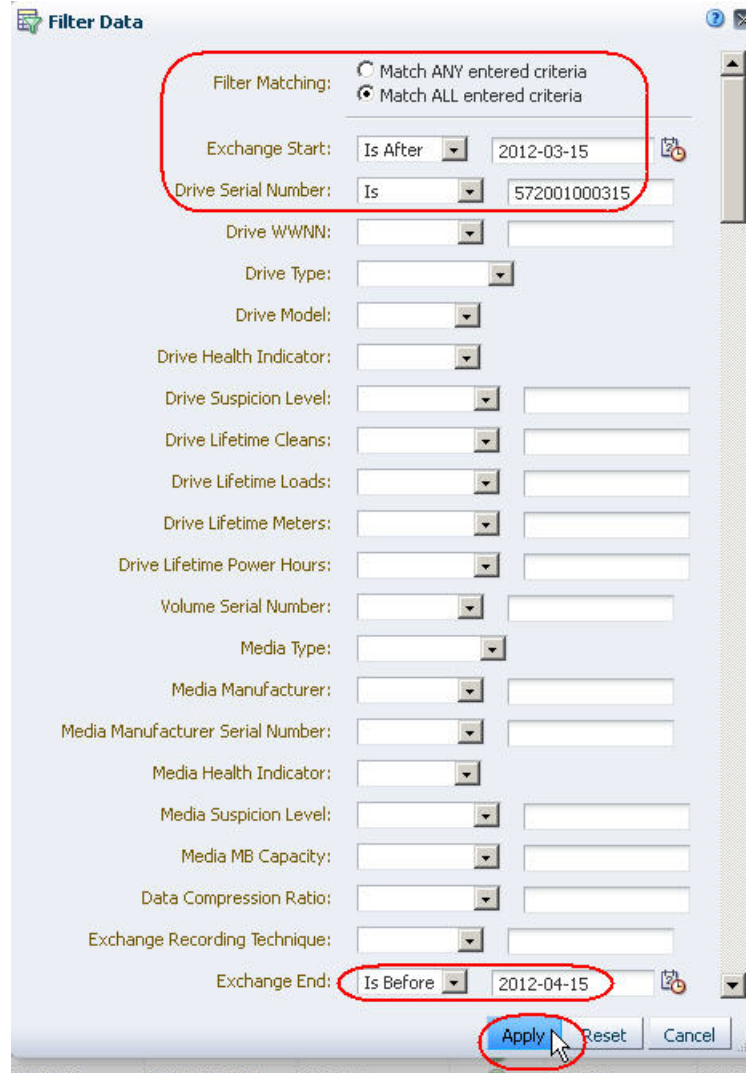 Filter Data
Filter Matching: Match ANY entered criteria
Match ALL entered criteria
Exchange Start: Is After 2012-03-15
Drive Serial Number: Is 572001000315
Drive WWNN:
Drive Type:
Drive Model:
Drive Health Indicator:
Drive Suspicion Level:
Drive Lifetime Cleans:
Drive Lifetime Loads:
Drive Lifetime Meters:
Drive Lifetime Power Hours:
Volume Serial Number:
Media Type:
Media Manufacturer:
Media Manufacturer Serial Number:
Media Health Indicator:
Media Suspicion Level:
Media MB Capacity:
Data Compression Ratio:
Exchange Recording Technique:
Exchange End: Is Before 2012-04-15
Apply Reset Cancel